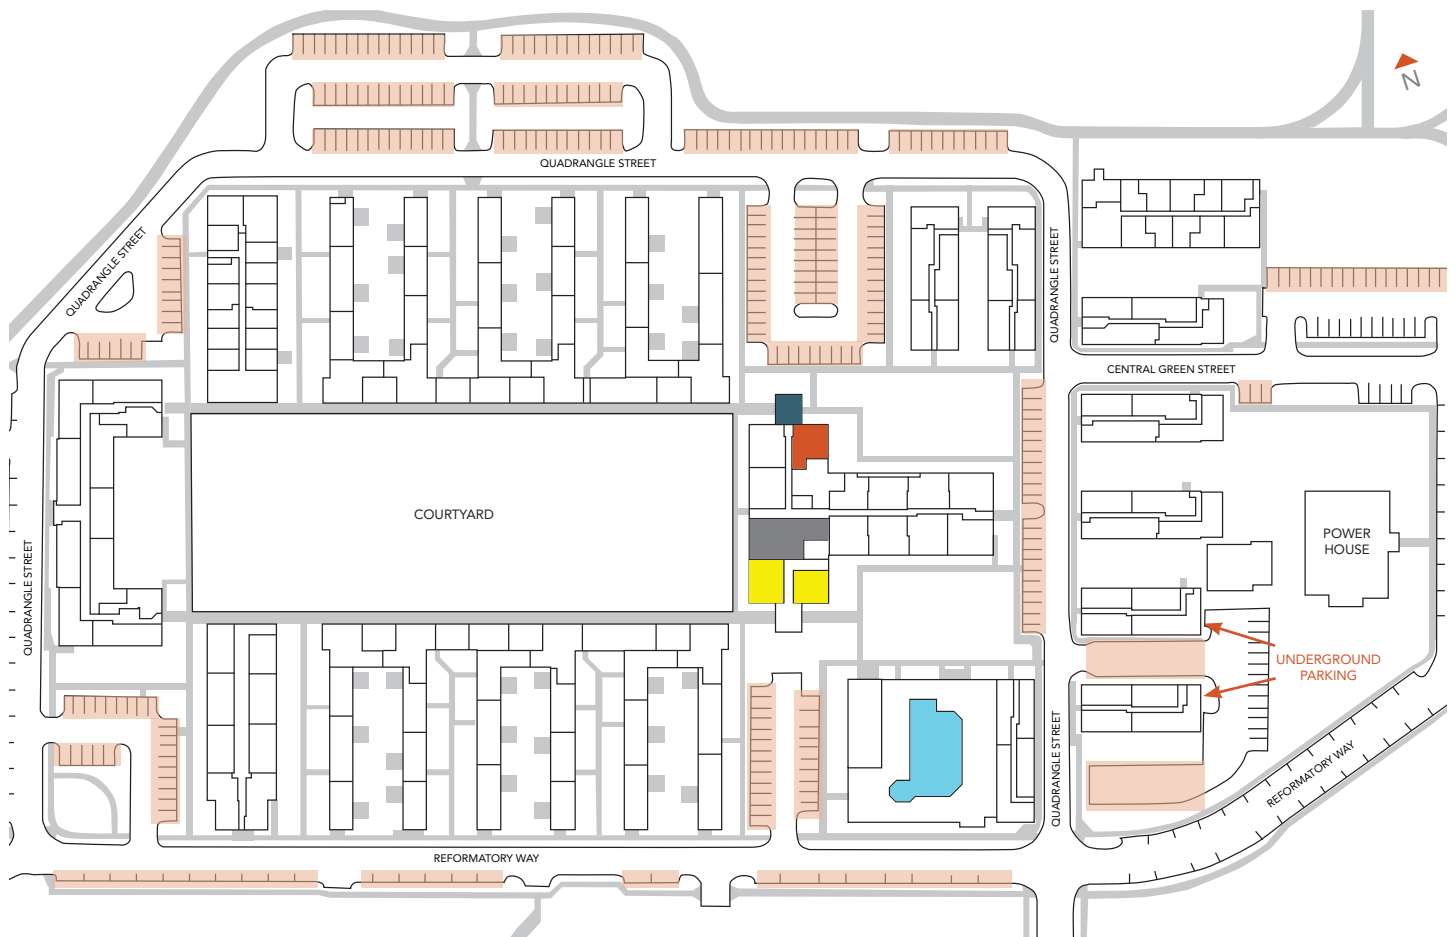 N
QUADRANGLE STREET
QUADRANGLE STREET
QUADRANGLE STREET
CENTRAL GREEN STREET
COURTYARD
POWER
HOUSE
QUADRANGLE STREET
UNDERGROUND
PARKING
QUADRANGLE STREET
REFORMATORY WAY
REFORMATORY WAY